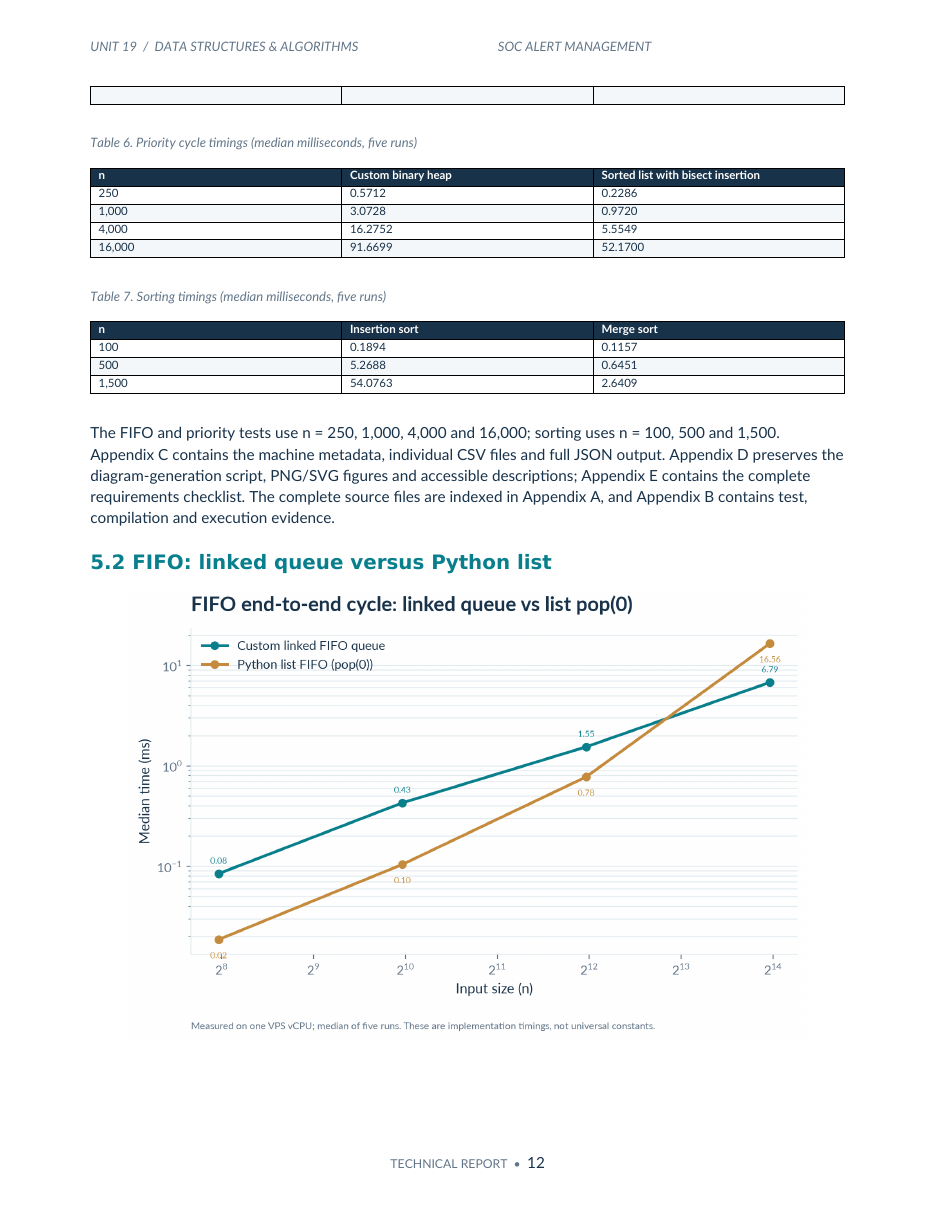 UNIT 19 / DATA STRUCTURES & ALGORITHMS SOC ALERT MANAGEMENT
Table 6. Priority cycle timings (median milliseconds, five runs)
n Custom binary heap Sorted list with bisect insertion
250 0.5712 0.2286
1,000 3.0728 0.9720
4,000 16.2752 5.5549
16,000 91.6699 52.1700
Table 7. Sorting timings (median milliseconds, five runs)
n Insertion sort Merge sort
100 0.1894 0.1157
500 5.2688 0.6451
1,500 54.0763 2.6409
The FIFO and priority tests use n = 250, 1,000, 4,000 and 16,000; sorting uses n = 100, 500 and 1,500.
Appendix C contains the machine metadata, individual CSV files and full JSON output. Appendix D preserves the
diagram-generation script, PNG/SVG figures and accessible descriptions; Appendix E contains the complete
requirements checklist. The complete source files are indexed in Appendix A, and Appendix B contains test,
compilation and execution evidence.
5.2 FIFO: linked queue versus Python list
FIFO end-to-end cycle: linked queue vs list pop(0)
Custom linked FIFO queue
Python list FIFO (pop(0))
10¹
10⁰
10⁻¹
Median time (ms)
0.08
0.43
1.55
6.79
0.02
0.10
0.78
16.56
2⁸ 2⁹ 2¹⁰ 2¹¹ 2¹² 2¹³ 2¹⁴
Input size (n)
Measured on one VPS vCPU; median of five runs. These are implementation timings, not universal constants.
TECHNICAL REPORT • 12